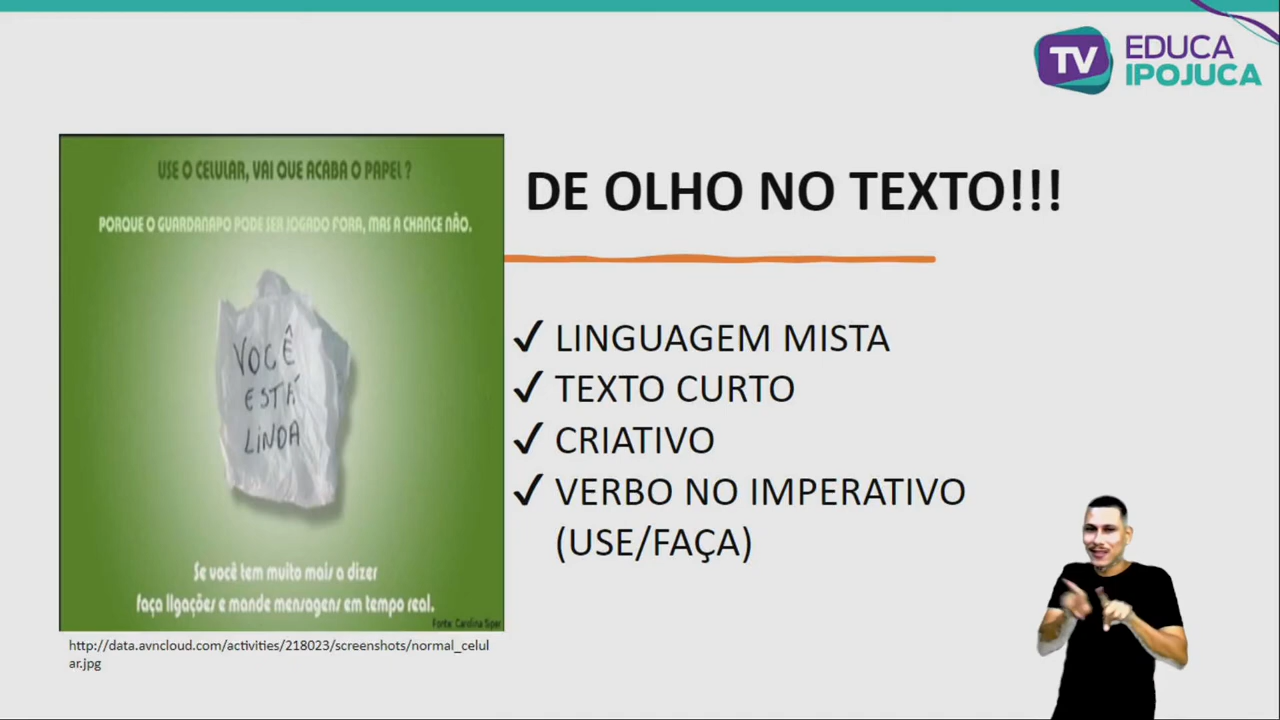 TV EDUCA
IPOJUCA
USE O CELULAR, VAI QUE ACABA O PAPEL ?
PORQUE O GUARDANAPO PODE SER JOGADO FORA, MAS A CHANCE NÃO.
VOCÊ
ESTÁ
LINDA
Se você tem muito mais a dizer
faça ligações e mande mensagens em tempo real.
Fonte: Carolina Sper
http://data.avncloud.com/activities/218023/screenshots/normal_celul
ar.jpg
DE OLHO NO TEXTO!!!
✓ LINGUAGEM MISTA
✓ TEXTO CURTO
✓ CRIATIVO
✓ VERBO NO IMPERATIVO
(USE/FAÇA)